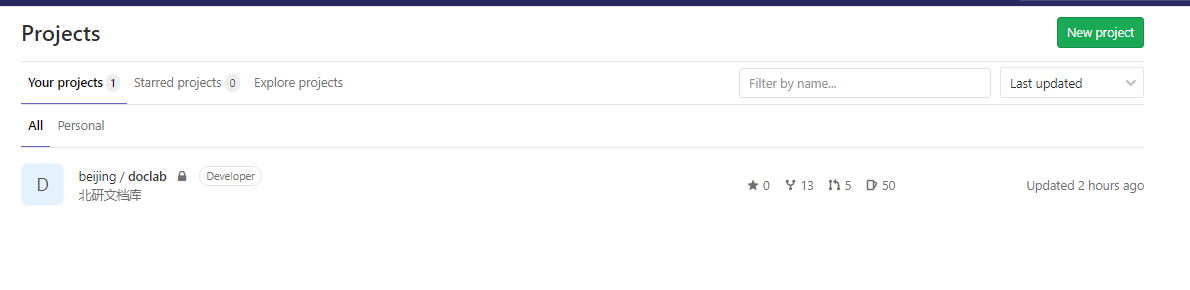 Projects
New project
Your projects 1 Starred projects 0 Explore projects
Filter by name...
Last updated
All Personal
D
beijing / doclab Developer
北研文档库
0 13 5 50
Updated 2 hours ago